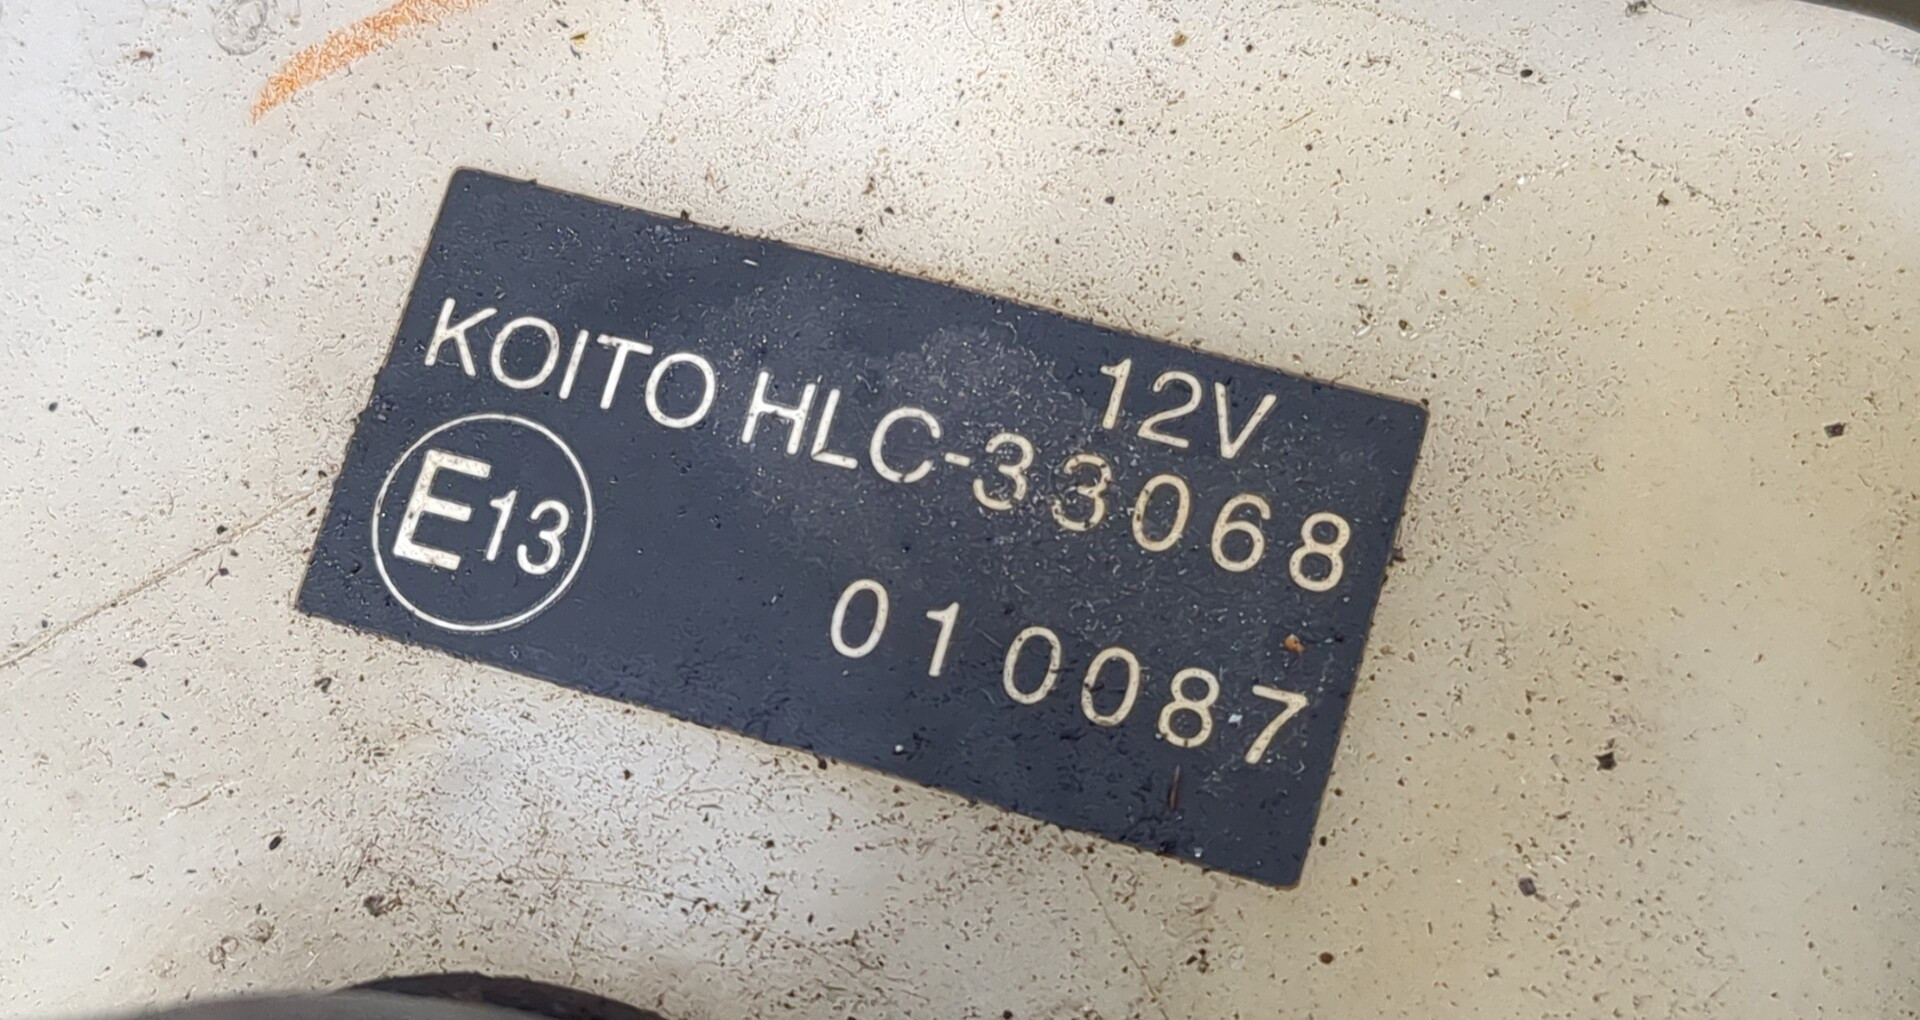 12V
KOITO HLC-33068
E13
010087